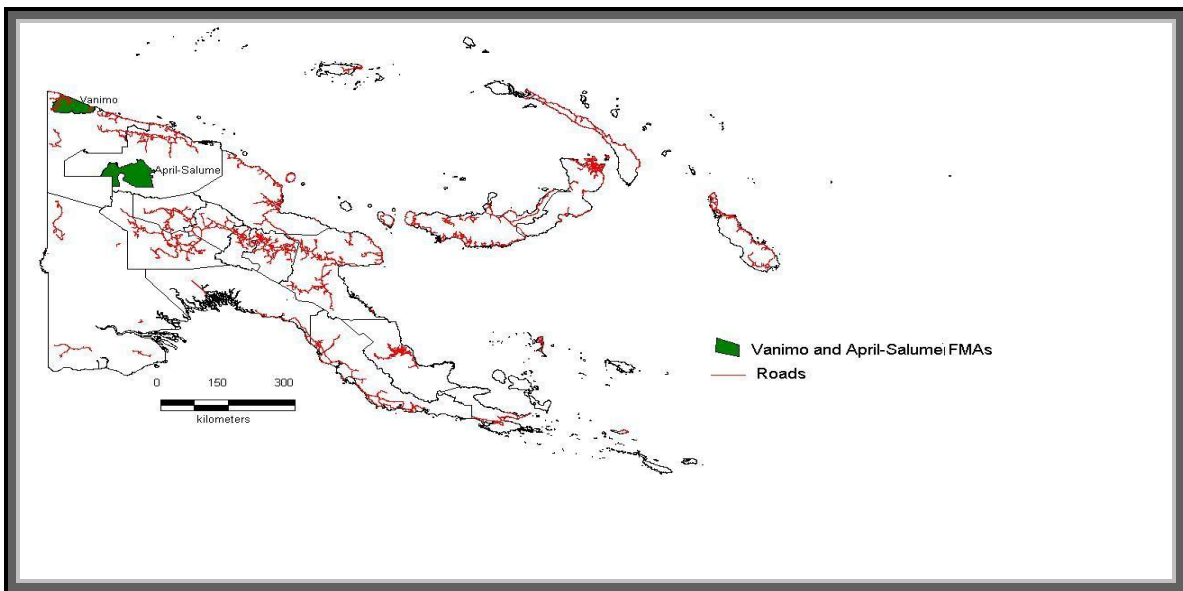 Vanimo
April-Salume
Vanimo and April-Salume FMAs
Roads
0 150 300
kilometers